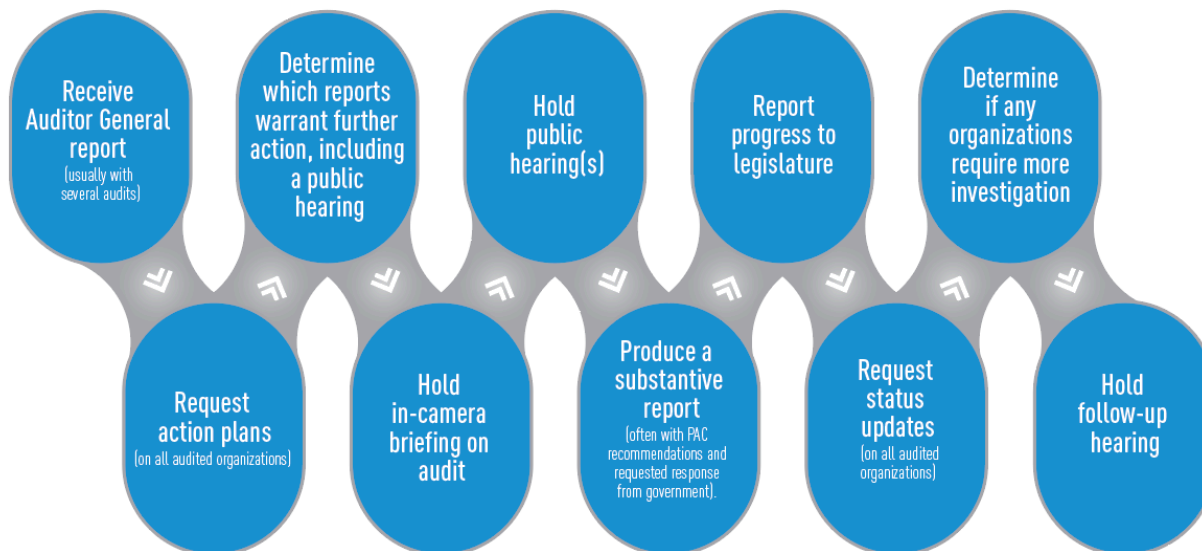 Receive
Auditor General
report
(usually with
several audits)
Request
action plans
(on all audited organizations)
Determine
which reports
warrant further
action, including
a public
hearing
Hold
in-camera
briefing on
audit
Hold
public
hearing(s)
Produce a
substantive
report
(often with PAC
recommendations and
requested response
from government).
Report
progress to
legislature
Request
status
updates
(on all audited
organizations)
Determine
if any
organizations
require more
investigation
Hold
follow-up
hearing